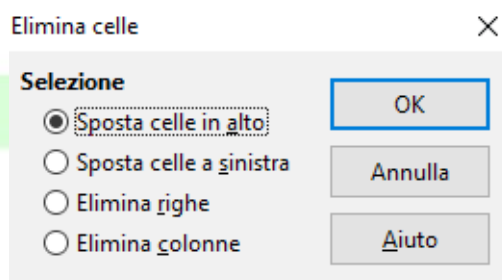 Elimina celle
Selezione
Sposta celle in alto
Sposta celle a sinistra
Elimina righe
Elimina colonne
OK
Annulla
Aiuto